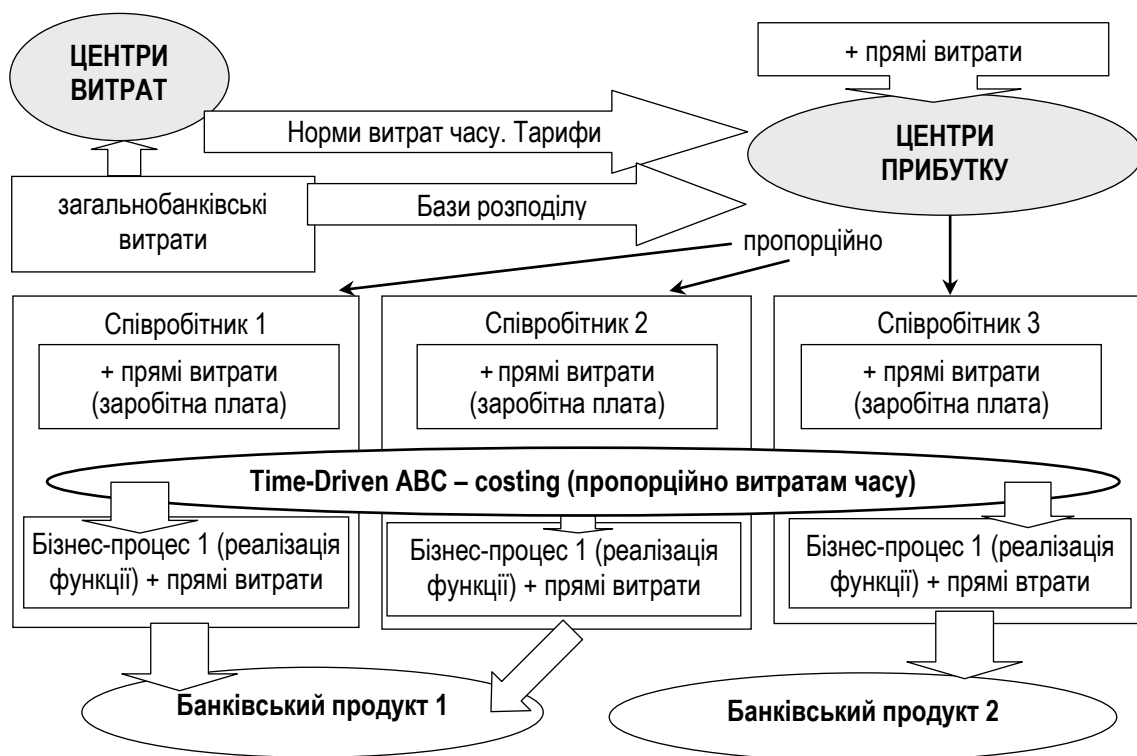 ЦЕНТРИ
ВИТРАТ
+ прямі витрати
Норми витрат часу. Тарифи
ЦЕНТРИ
ПРИБУТКУ
загальнобанківські
витрати
Бази розподілу
пропорційно
Співробітник 1
+ прямі витрати
(заробітна плата)
Співробітник 2
+ прямі витрати
(заробітна плата)
Співробітник 3
+ прямі витрати
(заробітна плата)
Time-Driven ABC – costing (пропорційно витратам часу)
Бізнес-процес 1 (реалізація
функції) + прямі витрати
Бізнес-процес 1 (реалізація
функції) + прямі витрати
Бізнес-процес 1 (реалізація
функції) + прямі втрати
Банківський продукт 1
Банківський продукт 2